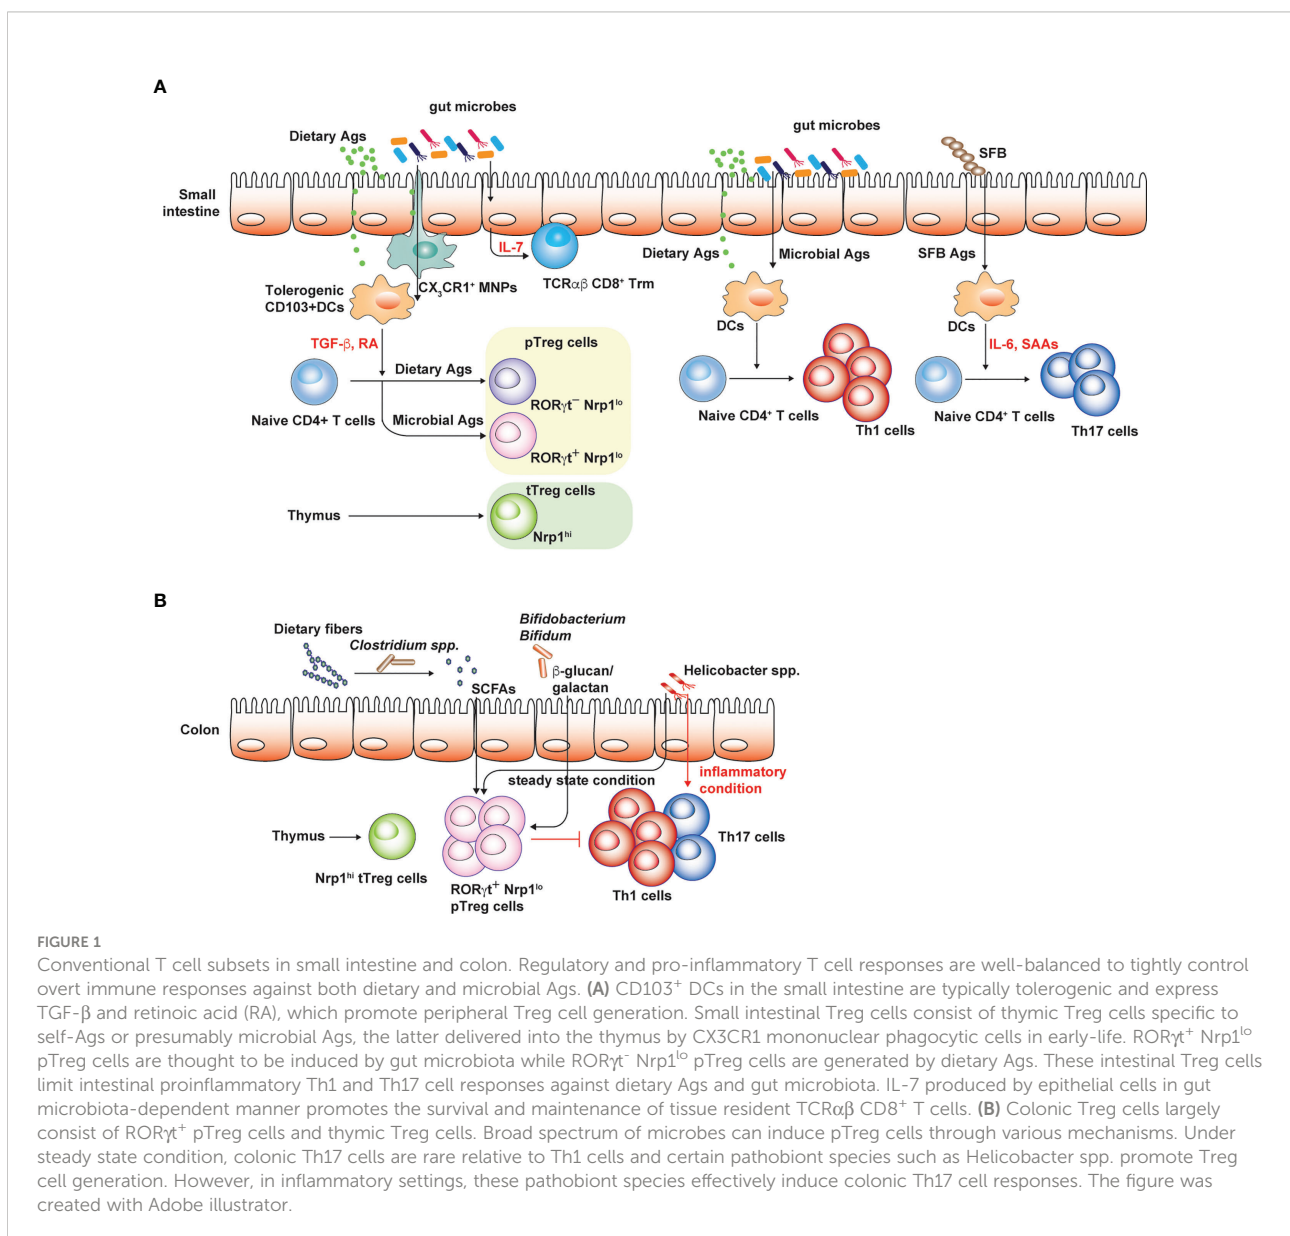 A
gut microbes
Dietary Ags
Small
intestine
IL-7
TCRαβ CD8⁺ Trm
CX₃CR1⁺ MNPs
Tolerogenic
CD103+DCs
TGF-β, RA
Naive CD4+ T cells
Dietary Ags
Microbial Ags
pTreg cells
RORγt⁻ Nrp1ˡᵒ
RORγt⁺ Nrp1ˡᵒ
Thymus
tTreg cells
Nrp1ʰⁱ
gut microbes
Dietary Ags
Microbial Ags
DCs
Naive CD4⁺ T cells
Th1 cells
SFB
SFB Ags
DCs
IL-6, SAAs
Naive CD4⁺ T cells
Th17 cells
B
Dietary fibers
Clostridium spp.
SCFAs
Bifidobacterium
Bifidum
β-glucan/
galactan
Helicobacter spp.
Colon
steady state condition
inflammatory
condition
Thymus
Nrp1ʰⁱ tTreg cells
RORγt⁺ Nrp1ˡᵒ
pTreg cells
Th1 cells
Th17 cells
FIGURE 1
Conventional T cell subsets in small intestine and colon. Regulatory and pro-inflammatory T cell responses are well-balanced to tightly control
overt immune responses against both dietary and microbial Ags. (A) CD103⁺ DCs in the small intestine are typically tolerogenic and express
TGF-β and retinoic acid (RA), which promote peripheral Treg cell generation. Small intestinal Treg cells consist of thymic Treg cells specific to
self-Ags or presumably microbial Ags, the latter delivered into the thymus by CX3CR1 mononuclear phagocytic cells in early-life. RORγt⁺ Nrp1ˡᵒ
pTreg cells are thought to be induced by gut microbiota while RORγt⁻ Nrp1ˡᵒ pTreg cells are generated by dietary Ags. These intestinal Treg cells
limit intestinal proinflammatory Th1 and Th17 cell responses against dietary Ags and gut microbiota. IL-7 produced by epithelial cells in gut
microbiota-dependent manner promotes the survival and maintenance of tissue resident TCRαβ CD8⁺ T cells. (B) Colonic Treg cells largely
consist of RORγt⁺ pTreg cells and thymic Treg cells. Broad spectrum of microbes can induce pTreg cells through various mechanisms. Under
steady state condition, colonic Th17 cells are rare relative to Th1 cells and certain pathobiont species such as Helicobacter spp. promote Treg
cell generation. However, in inflammatory settings, these pathobiont species effectively induce colonic Th17 cell responses. The figure was
created with Adobe illustrator.